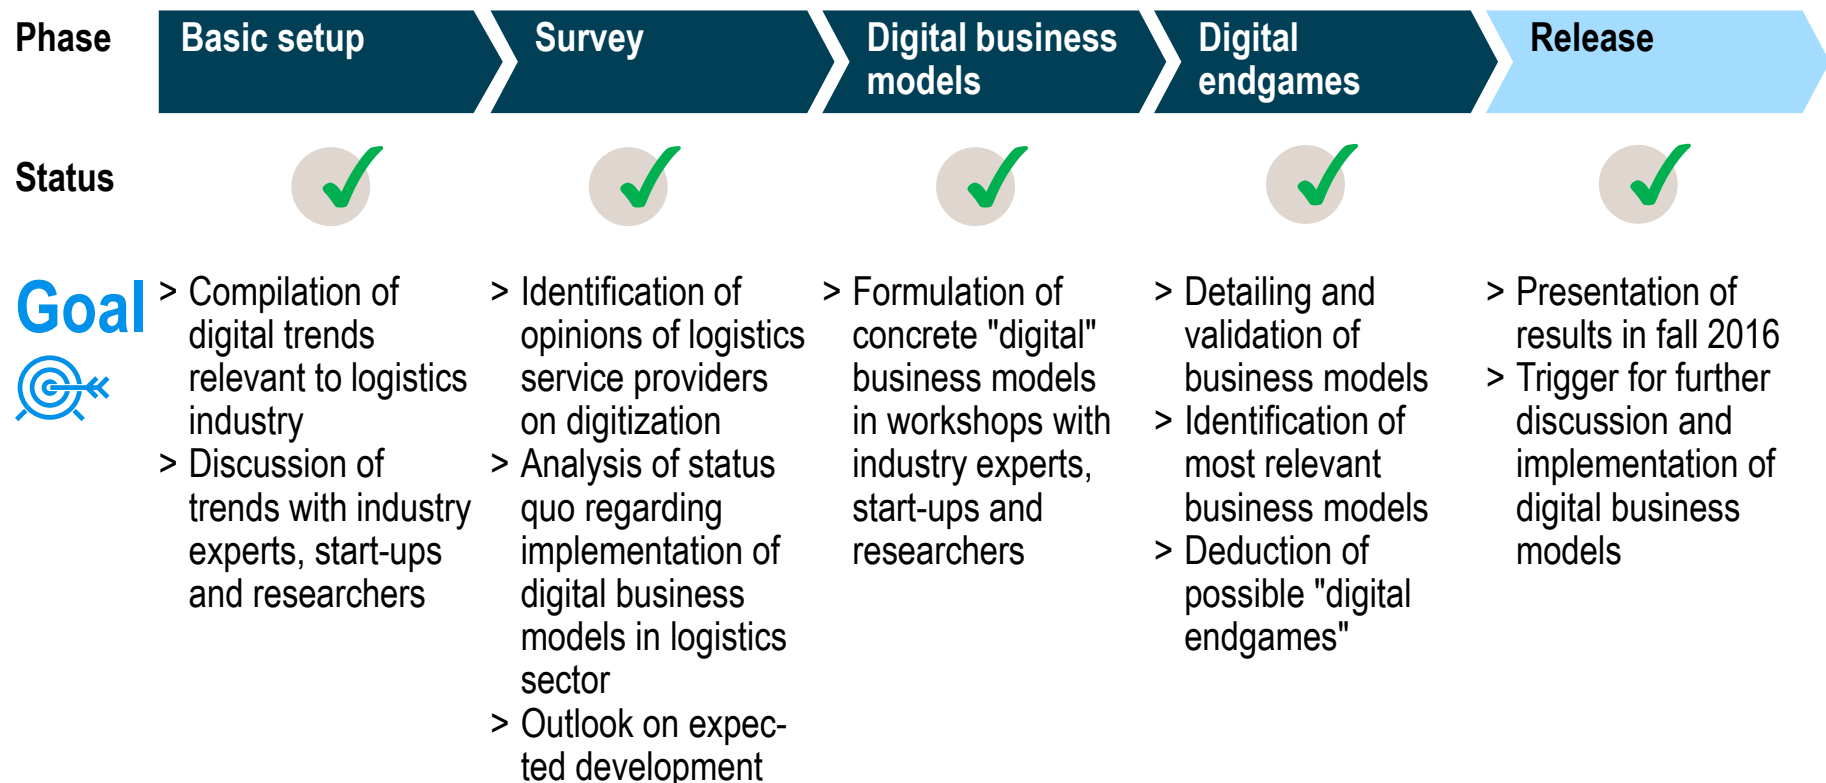 Phase
Basic setup
Survey
Digital business
models
Digital
endgames
Release
Status
Goal
> Compilation of
digital trends
relevant to logistics
industry
> Discussion of
trends with industry
experts, start-ups
and researchers
> Identification of
opinions of logistics
service providers
on digitization
> Analysis of status
quo regarding
implementation of
digital business
models in logistics
sector
> Outlook on expec-
ted development
> Formulation of
concrete "digital"
business models
in workshops with
industry experts,
start-ups and
researchers
> Detailing and
validation of
business models
> Identification of
most relevant
business models
> Deduction of
possible "digital
endgames"
> Presentation of
results in fall 2016
> Trigger for further
discussion and
implementation of
digital business
models